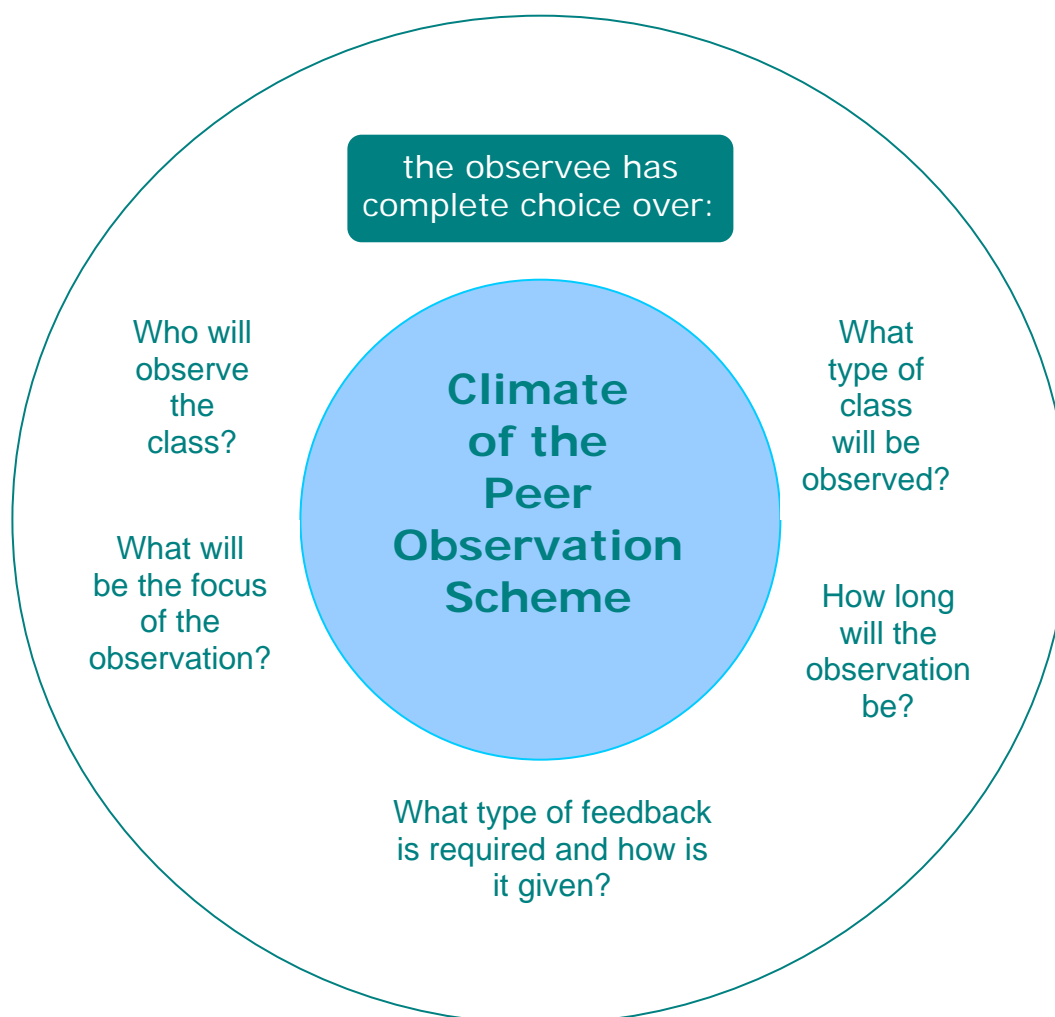 the observee has
complete choice over:
Who will
observe
the
class?
What
type of
class
will be
observed?
Climate
of the
Peer
Observation
Scheme
What will
be the focus
of the
observation?
How long
will the
observation
be?
What type of feedback
is required and how is
it given?